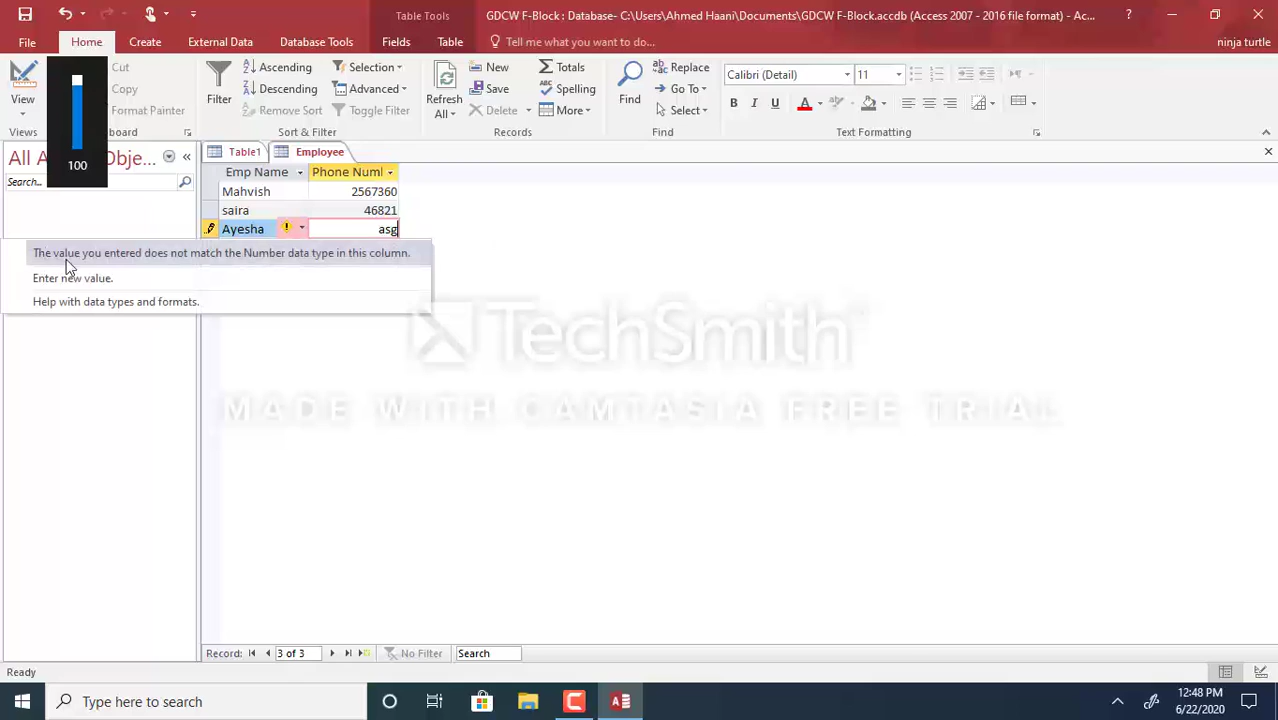 Table Tools
GDCW F-Block : Database- C:\Users\Ahmed Haani\Documents\GDCW F-Block.accdb (Access 2007 - 2016 file format) - Ac...
File
Home
Create
External Data
Database Tools
Fields
Table
Tell me what you want to do...
ninja turtle
View
Cut
Copy
Format Painter
Filter
Ascending
Descending
Remove Sort
Selection
Advanced
Toggle Filter
Refresh
All
New
Save
Delete
Totals
Spelling
More
Find
Replace
Go To
Select
Calibri (Detail)
11
B I U A
Views
board
Sort & Filter
Records
Find
Text Formatting
100
All A
Obje...
Search...
Table1
Employee
Emp Name
Phone Numl
Mahvish
2567360
saira
46821
Ayesha
asg
The value you entered does not match the Number data type in this column.
Enter new value.
Help with data types and formats.
TechSmith
MADE WITH CAMTASIA FREE TRIAL
Record:
3 of 3
No Filter
Search
Ready
Type here to search
12:48 PM
6/22/2020